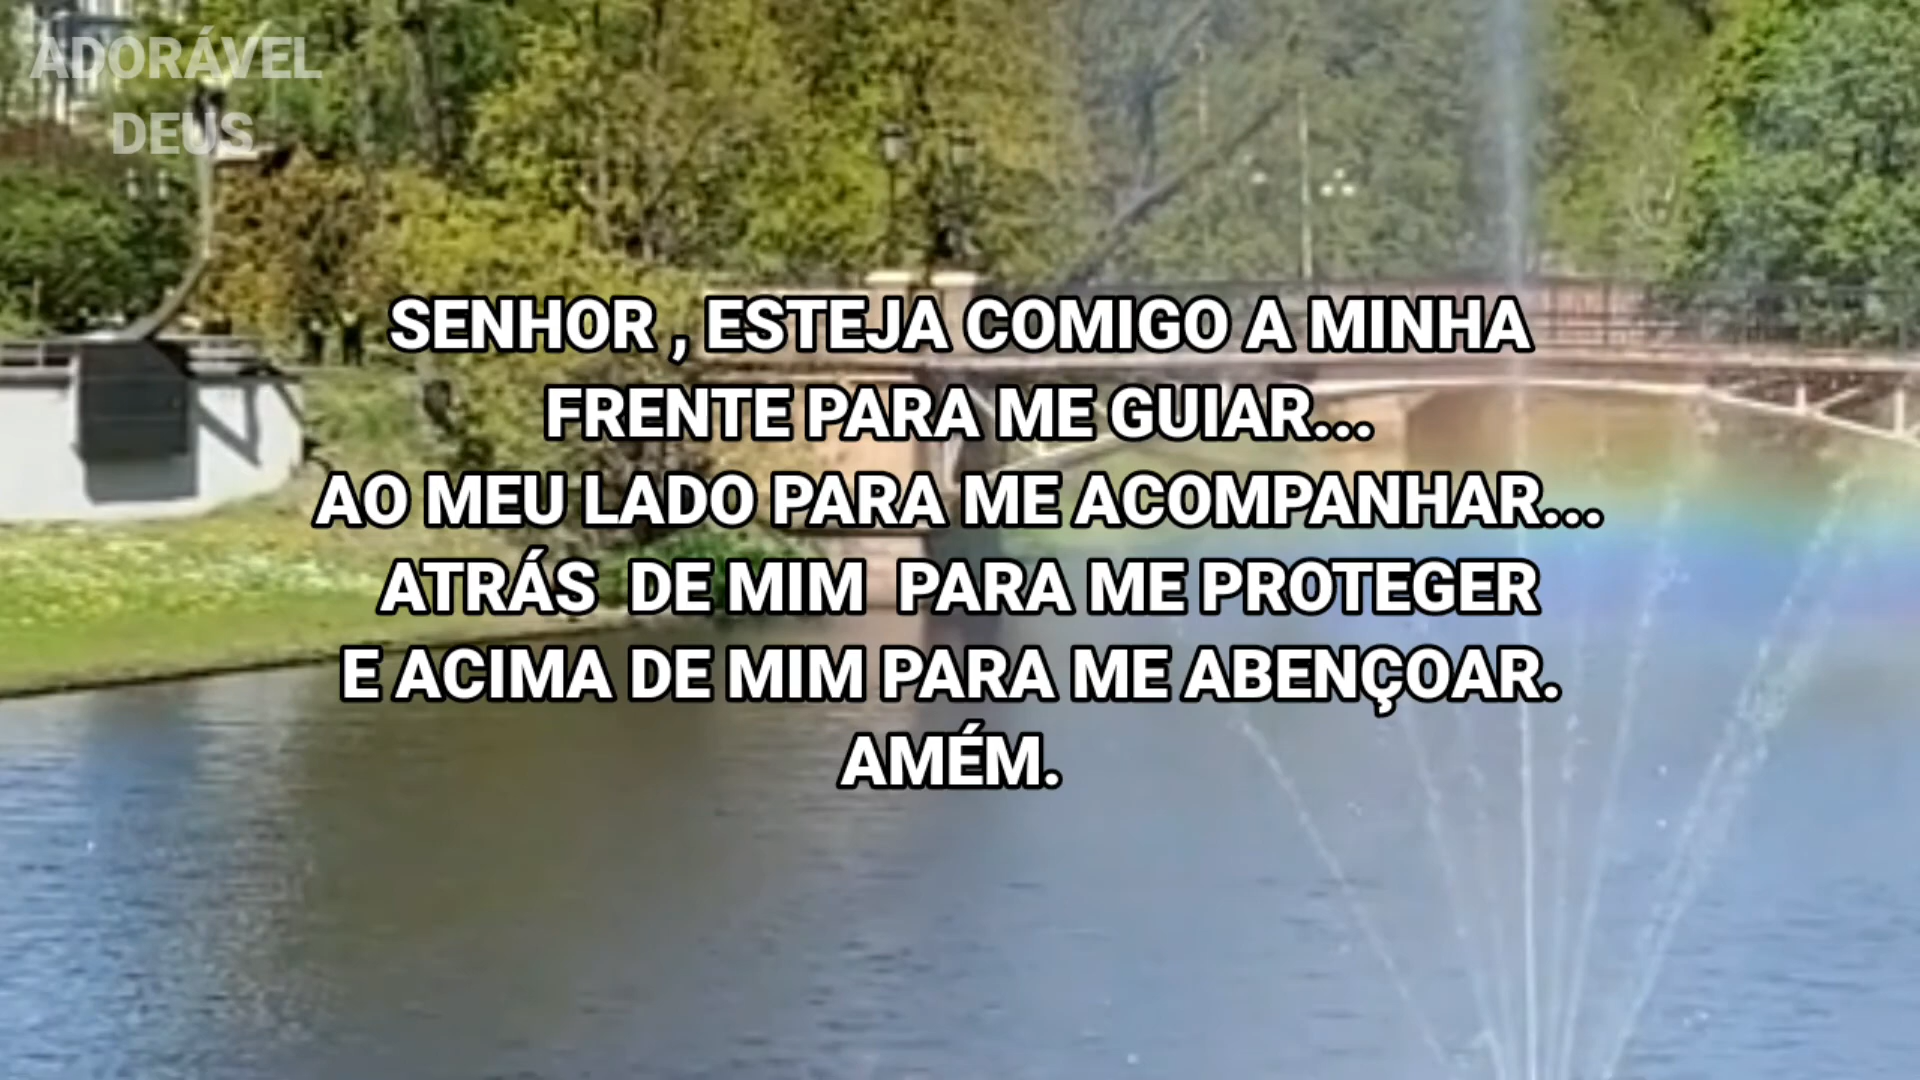 ADORÁVEL
DEUS
SENHOR , ESTEJA COMIGO A MINHA
FRENTE PARA ME GUIAR...
AO MEU LADO PARA ME ACOMPANHAR...
ATRÁS  DE MIM  PARA ME PROTEGER
E ACIMA DE MIM PARA ME ABENÇOAR.
AMÉM.